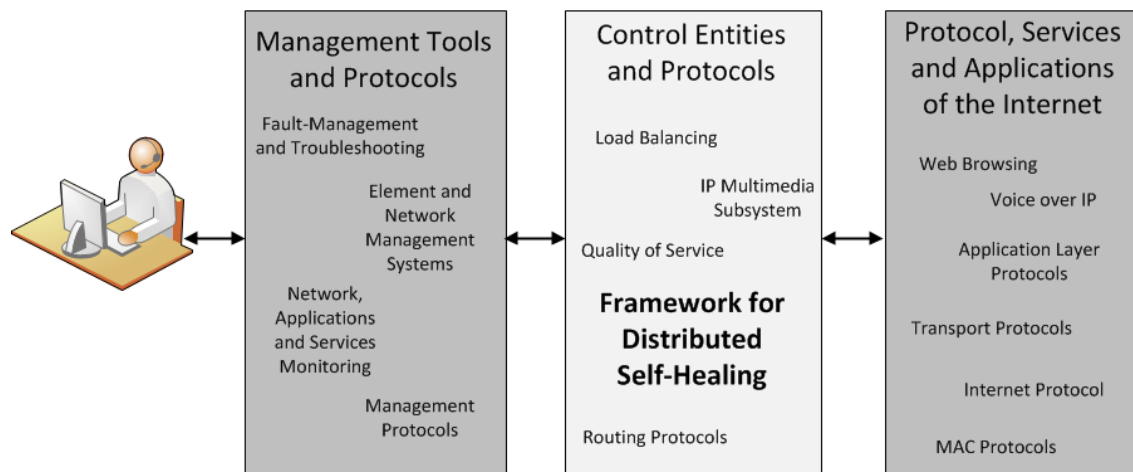 Management Tools
and Protocols
Fault-Management
and Troubleshooting
Element and
Network
Management
Systems
Network,
Applications
and Services
Monitoring
Management
Protocols
Control Entities
and Protocols
Load Balancing
IP Multimedia
Subsystem
Quality of Service
Framework for
Distributed
Self-Healing
Routing Protocols
Protocol, Services
and Applications
of the Internet
Web Browsing
Voice over IP
Application Layer
Protocols
Transport Protocols
Internet Protocol
MAC Protocols